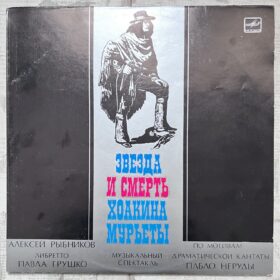 ЗВЕЗДА
И СМЕРТЬ
ХОАКИНА
МУРЬЕТЫ
АЛЕКСЕЙ РЫБНИКОВ
ЛИБРЕТТО
ПАВЛА ГРУШКО
МУЗЫКАЛЬНЫЙ
СПЕКТАКЛЬ
ПО МОТИВАМ
ДРАМАТИЧЕСКОЙ КАНТАТЫ
ПАБЛО НЕРУДЫ